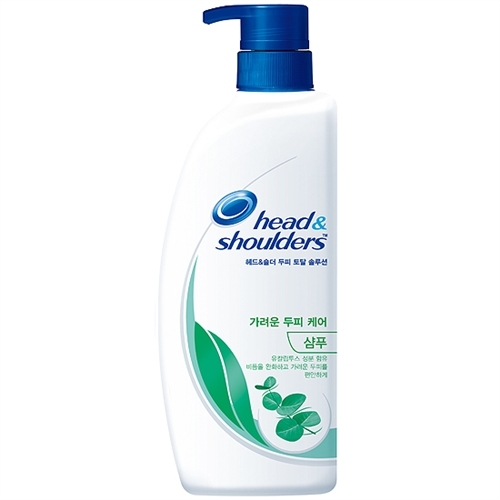 head&
shoulders™
헤드&숄더 두피 토탈 솔루션
가려운 두피 케어
샴푸
유칼립투스 성분 함유
비듬을 완화하고 가려운 두피를
편안하게